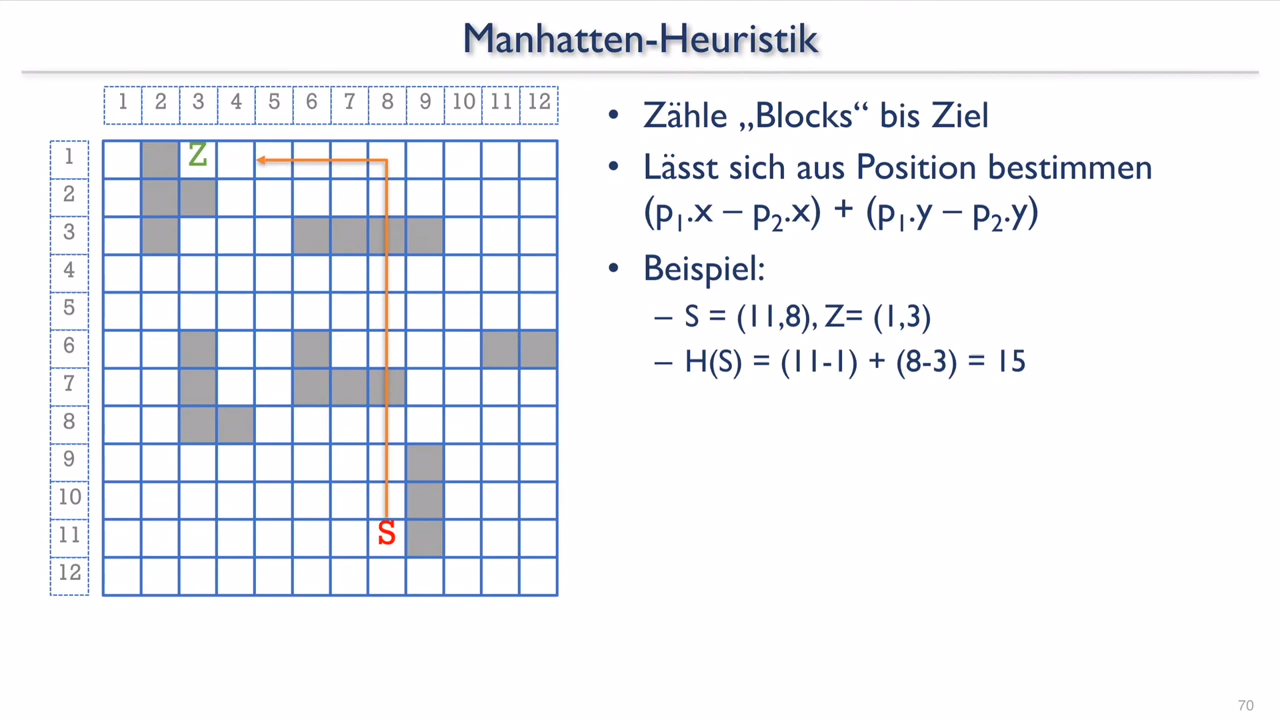 Manhatten-Heuristik
1 2 3 4 5 6 7 8 9 10 11 12
1
2
3
4
5
6
7
8
9
10
11
12
Z
S
• Zähle „Blocks“ bis Ziel
• Lässt sich aus Position bestimmen
(p₁.x – p₂.x) + (p₁.y – p₂.y)
• Beispiel:
– S = (11,8), Z= (1,3)
– H(S) = (11-1) + (8-3) = 15
70